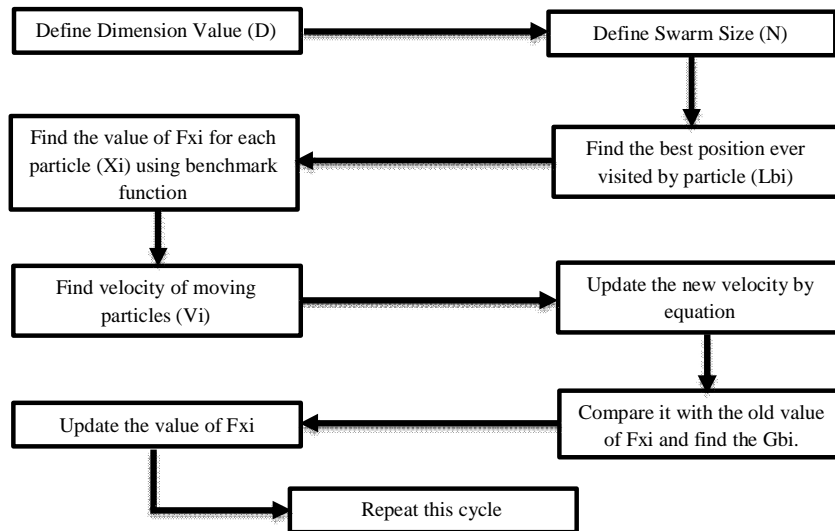 Define Dimension Value (D)
Define Swarm Size (N)
Find the best position ever
visited by particle (Lbi)
Find the value of Fxi for each
particle (Xi) using benchmark
function
Find velocity of moving
particles (Vi)
Update the new velocity by
equation
Compare it with the old value
of Fxi and find the Gbi.
Update the value of Fxi
Repeat this cycle